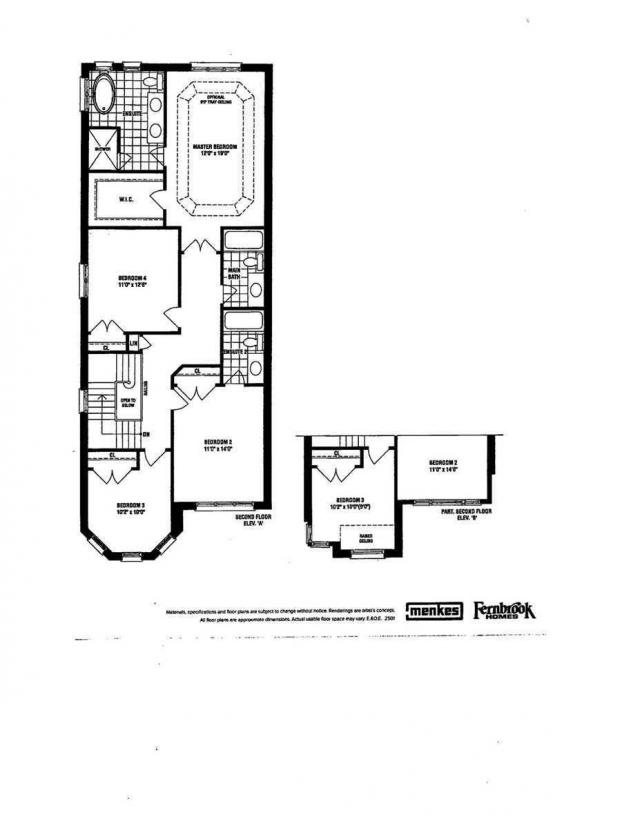 ENSUITE
OPTIONAL
9'0" TRAY CEILING
SHOWER
MASTER BEDROOM
12'0" x 19'0"
W.I.C.
BEDROOM 4
11'0" x 12'6"
MAIN
BATH
CL
LIN
ENSUITE 2
CL
OPEN TO
BELOW
RAILING
DN
BEDROOM 2
11'0" x 14'0"
CL
BEDROOM 3
10'2" x 10'0"
SECOND FLOOR
ELEV. 'A'
CL
BEDROOM 2
11'0" x 14'0"
BEDROOM 3
10'2" x 10'0"(9'0")
RAISED
CEILING
PART. SECOND FLOOR
ELEV. 'B'
Materials, specifications and floor plans are subject to change without notice. Renderings are artist's concept.
All floor plans are approximate dimensions. Actual usable floor space may vary. E.&O.E. 2501
menkes
Fernbrook
HOMES